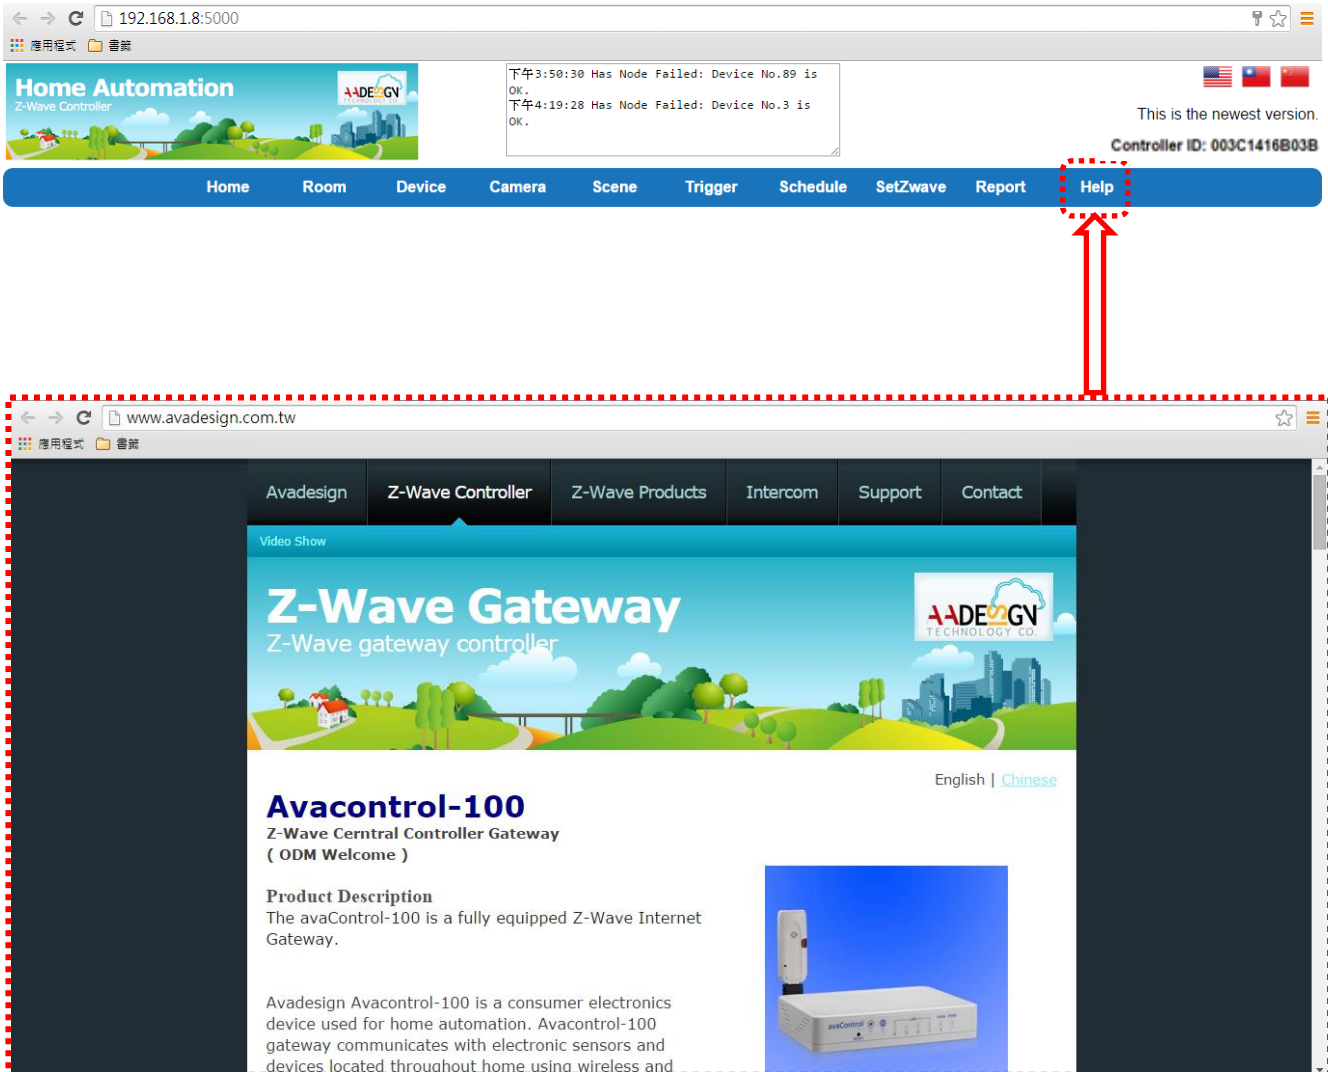 192.168.1.8:5000
應用程式 書籤
Home Automation
Z-Wave Controller
AADESIGN
TECHNOLOGY CO.
下午3:50:30 Has Node Failed: Device No.89 is
OK.
下午4:19:28 Has Node Failed: Device No.3 is
OK.
This is the newest version.
Controller ID: 003C1416B03B
Home Room Device Camera Scene Trigger Schedule SetZwave Report Help
www.avadesign.com.tw
應用程式 書籤
Avadesign Z-Wave Controller Z-Wave Products Intercom Support Contact
Video Show
Z-Wave Gateway
Z-Wave gateway controller
AADESIGN
TECHNOLOGY CO.
English | Chinese
Avacontrol-100
Z-Wave Cerntral Controller Gateway
( ODM Welcome )
Product Description
The avaControl-100 is a fully equipped Z-Wave Internet
Gateway.
Avadesign Avacontrol-100 is a consumer electronics
device used for home automation. Avacontrol-100
gateway communicates with electronic sensors and
devices located throughout home using wireless and
avaControl